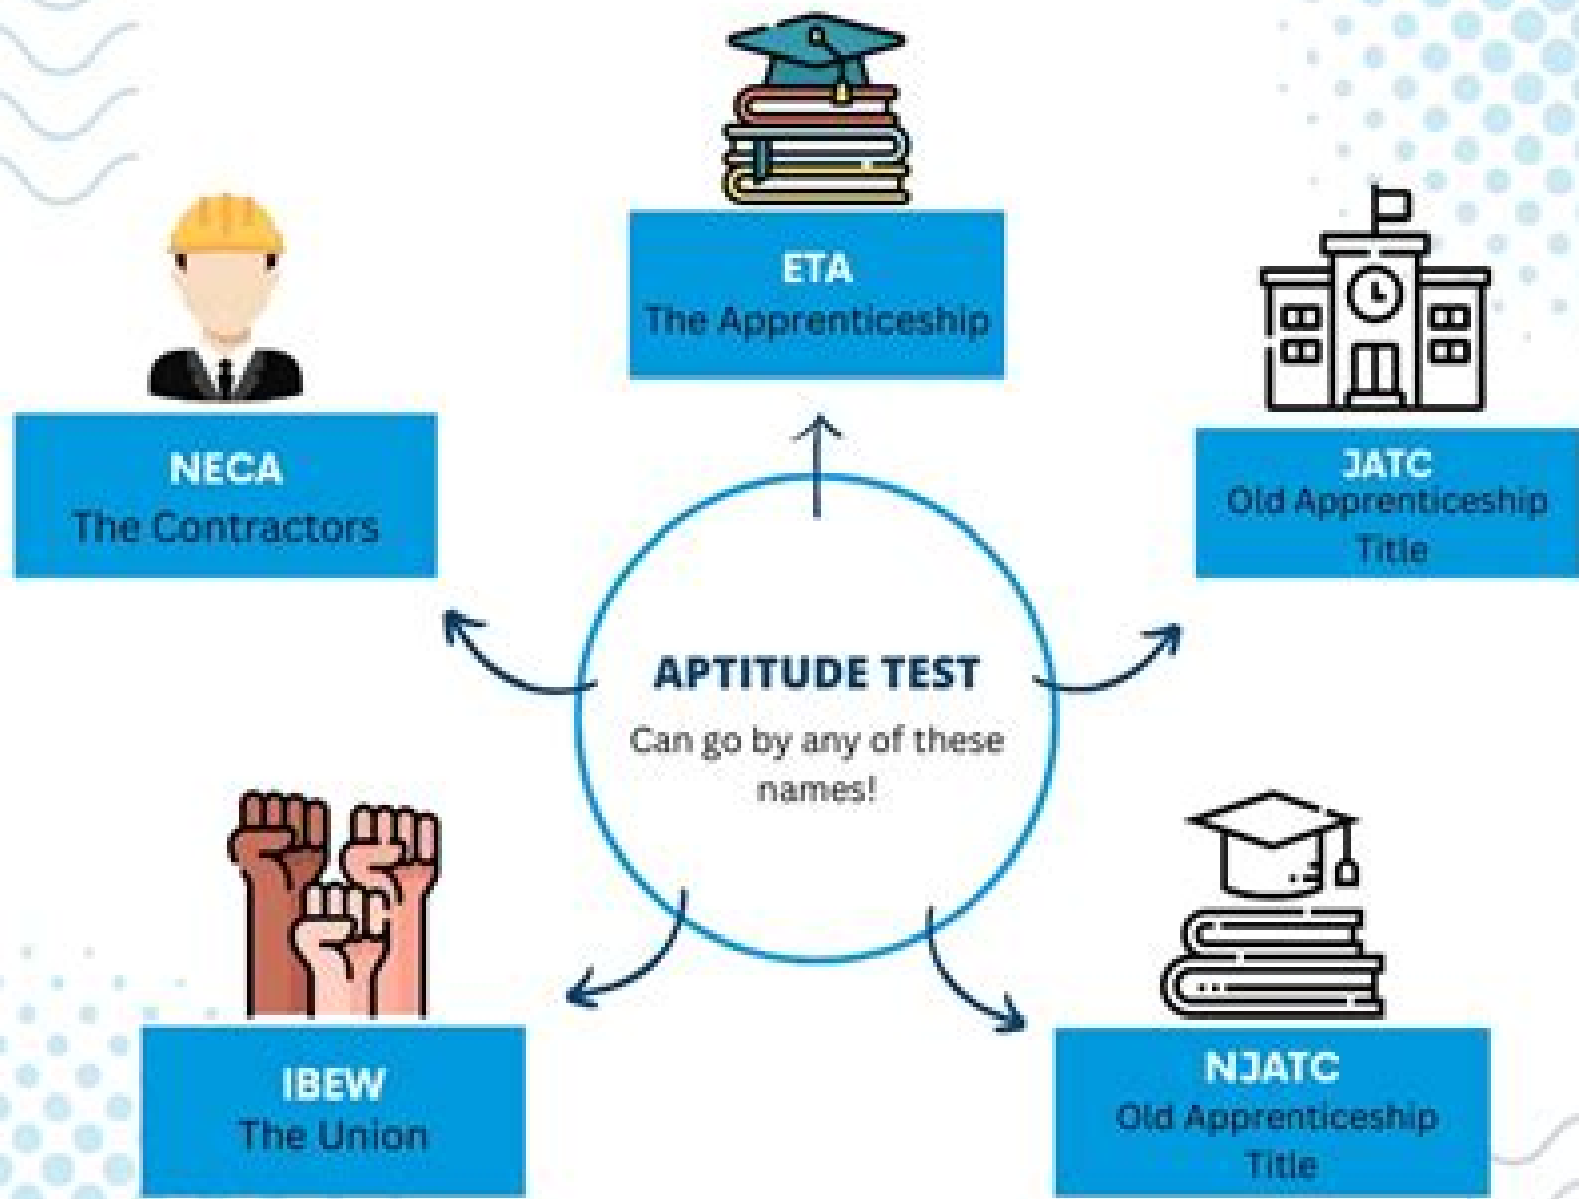 ETA
The Apprenticeship
NECA
The Contractors
JATC
Old Apprenticeship
Title
APTITUDE TEST
Can go by any of these
names!
IBEW
The Union
NJATC
Old Apprenticeship
Title